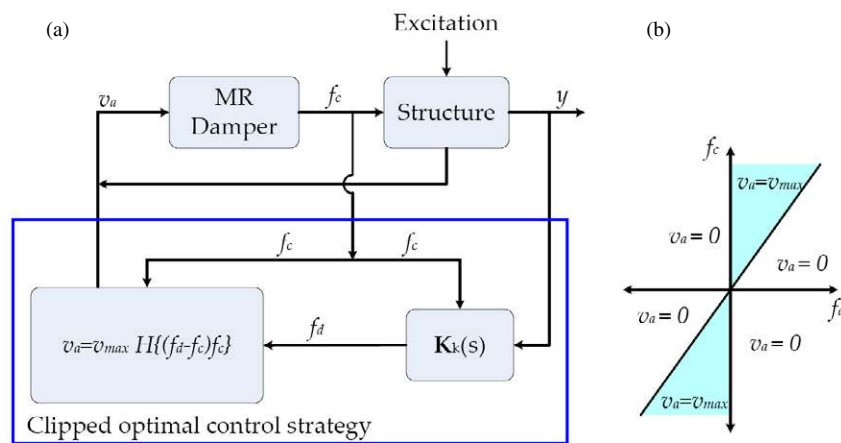 (a)
Excitation
(b)
v_a
MR
Damper
f_c
Structure
y
f_c
v_a=v_max
v_a=0
v_a=0
f_c
f_c
v_a=v_max H{(f_d-f_c)f_c}
f_d
K_k(s)
v_a=0
v_a=0
v_a=v_max
Clipped optimal control strategy